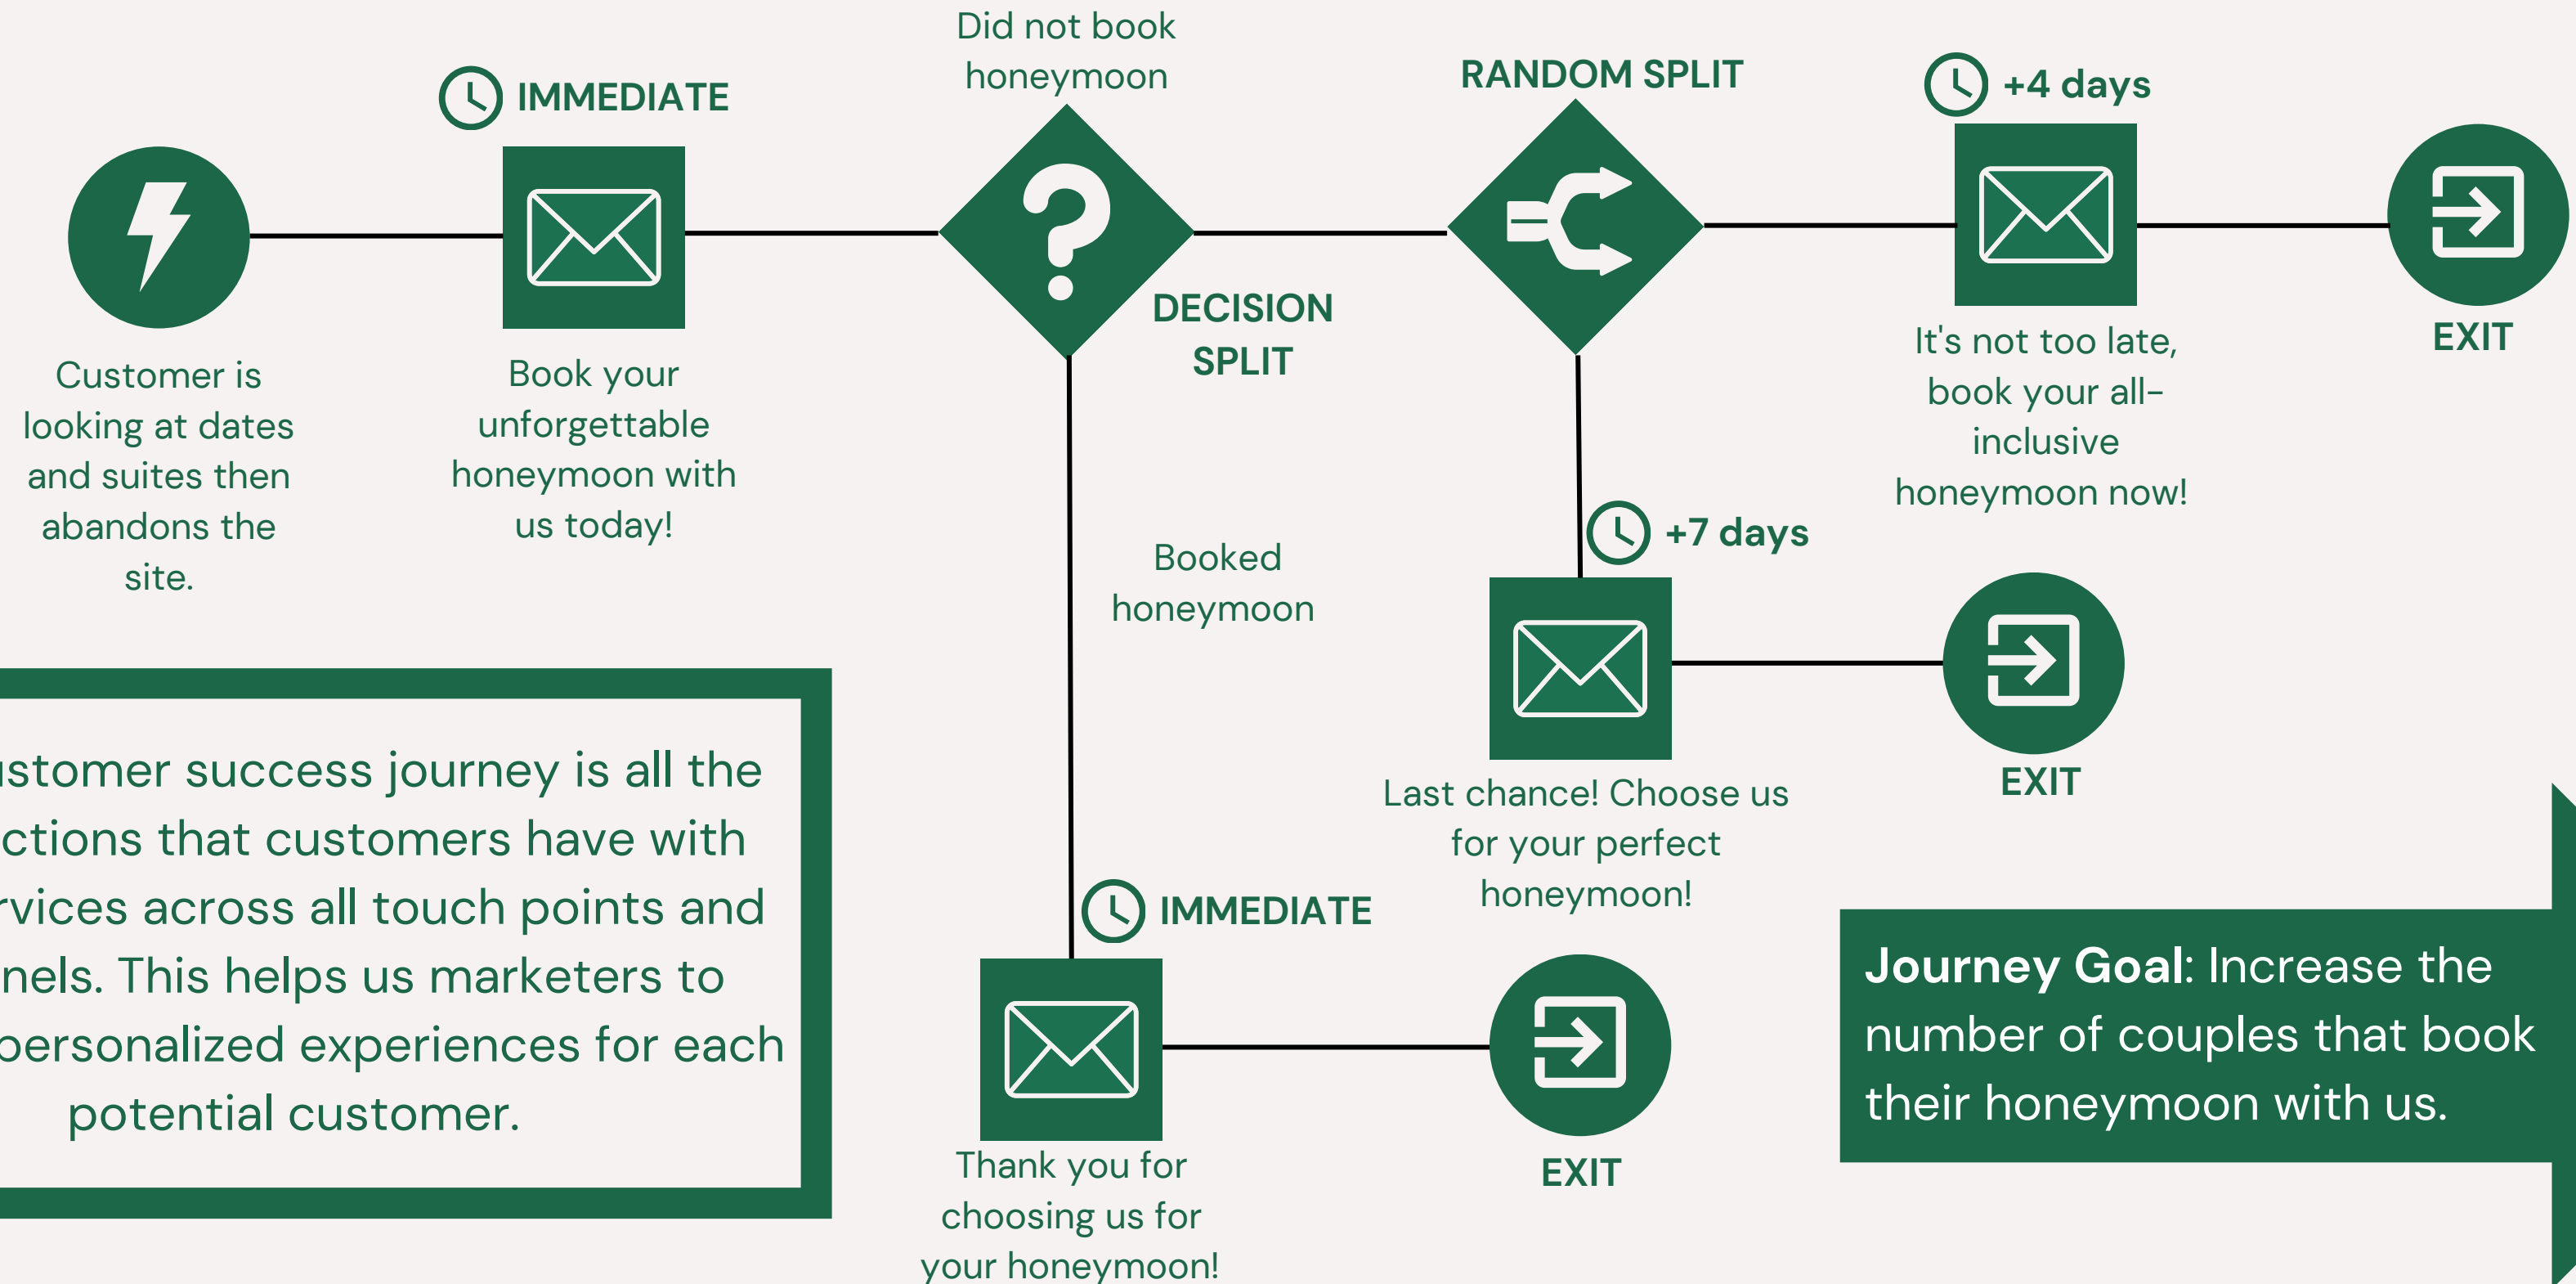 Did not book
honeymoon
IMMEDIATE
RANDOM SPLIT
+4 days
Customer is
looking at dates
and suites then
abandons the
site.
Book your
unforgettable
honeymoon with
us today!
DECISION
SPLIT
It's not too late,
book your all-
inclusive
honeymoon now!
EXIT
Booked
honeymoon
+7 days
EXIT
Last chance! Choose us
for your perfect
honeymoon!
success journey is all the
that customers have with
across all touch points and
This helps us marketers to
personalized experiences for each
potential customer.
IMMEDIATE
Thank you for
choosing us for
your honeymoon!
EXIT
Journey Goal: Increase the
number of couples that book
their honeymoon with us.